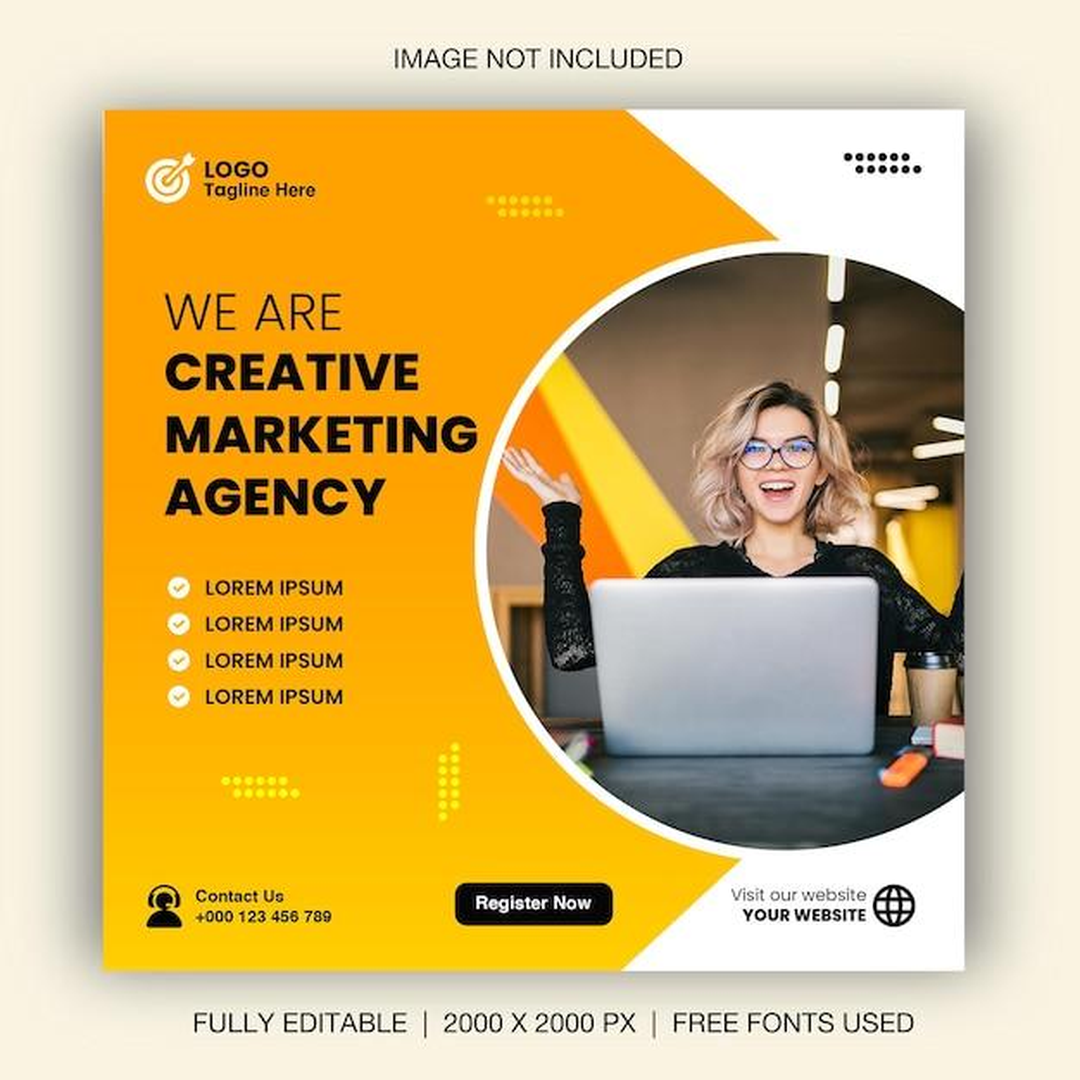 IMAGE NOT INCLUDED
LOGO
Tagline Here
WE ARE
CREATIVE
MARKETING
AGENCY
LOREM IPSUM
LOREM IPSUM
LOREM IPSUM
LOREM IPSUM
Contact Us
+000 123 456 789
Register Now
Visit our website
YOUR WEBSITE
FULLY EDITABLE | 2000 X 2000 PX | FREE FONTS USED